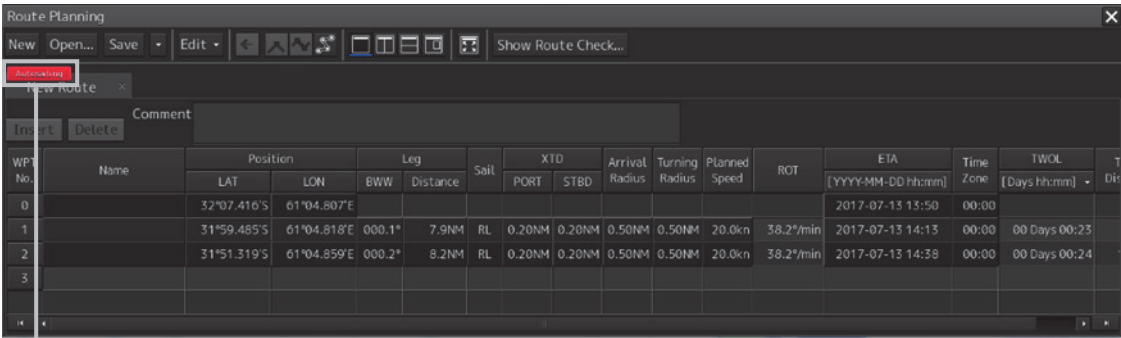 Route Planning
New Open... Save Edit Show Route Check...
Autosailing
New Route
Comment
Insert Delete
WPT No. Name Position Leg Sail XTD Arrival Radius Turning Radius Planned Speed ROT ETA Time Zone TWOL
LAT LON BWW Distance PORT STBD [YYYY-MM-DD hh:mm] [Days hh:mm] Dis
0 32°07.416'S 61°04.807'E 2017-07-13 13:50 00:00
1 31°59.485'S 61°04.818'E 000.1° 7.9NM RL 0.20NM 0.20NM 0.50NM 0.50NM 20.0kn 38.2°/min 2017-07-13 14:13 00:00 00 Days 00:23
2 31°51.319'S 61°04.859'E 000.2° 8.2NM RL 0.20NM 0.20NM 0.50NM 0.50NM 20.0kn 38.2°/min 2017-07-13 14:38 00:00 00 Days 00:24
3